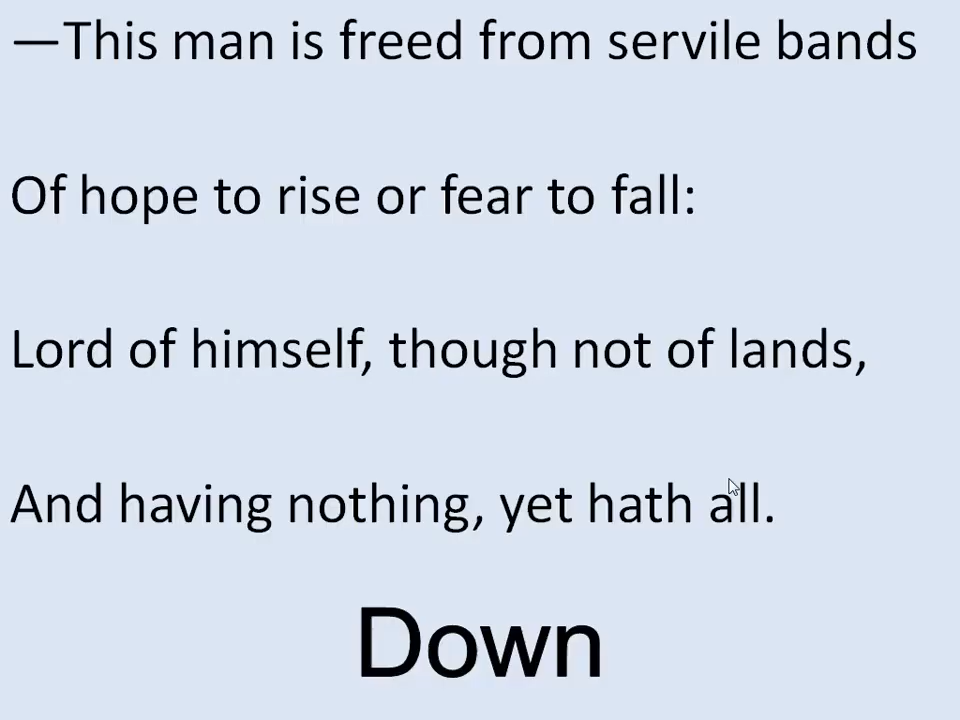 —This man is freed from servile bands
Of hope to rise or fear to fall:
Lord of himself, though not of lands,
And having nothing, yet hath all.
Down